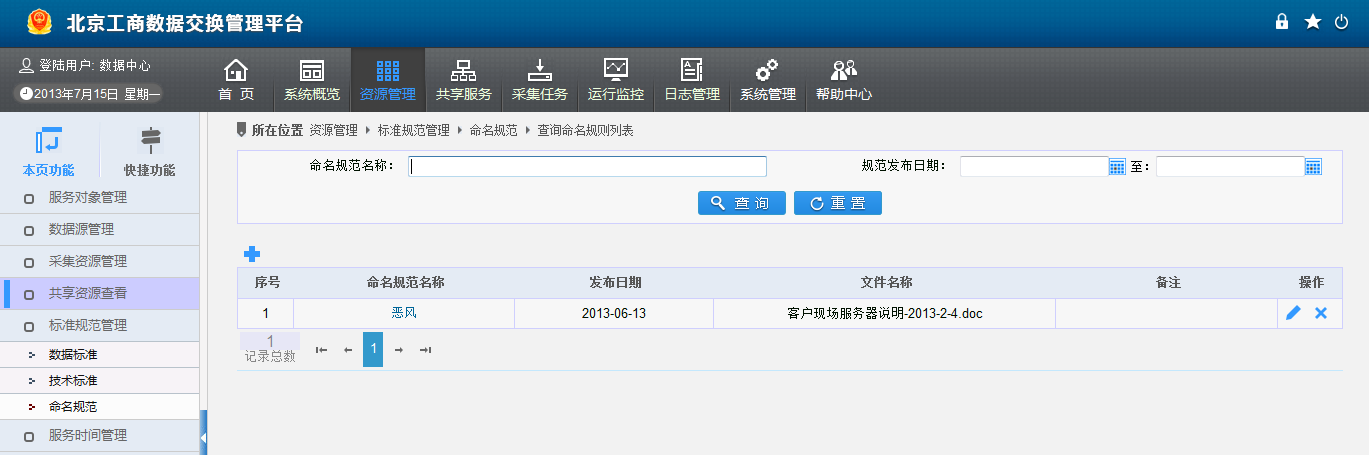 北京工商数据交换管理平台
登陆用户: 数据中心
2013年7月15日 星期一
首 页 系统概览 资源管理 共享服务 采集任务 运行监控 日志管理 系统管理 帮助中心
本页功能 快捷功能
服务对象管理
数据源管理
采集资源管理
共享资源查看
标准规范管理
数据标准
技术标准
命名规范
服务时间管理
所在位置 资源管理 标准规范管理 命名规范 查询命名规则列表
命名规范名称: 规范发布日期: 至:
查 询 重 置
序号 命名规范名称 发布日期 文件名称 备注 操作
1 恶风 2013-06-13 客户现场服务器说明-2013-2-4.doc
1
记录总数
1